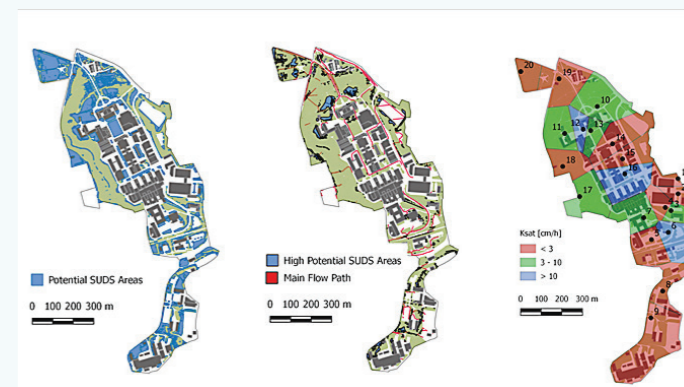 Potential SUDS Areas
0 100 200 300 m
High Potential SUDS Areas
Main Flow Path
0 100 200 300 m
20
19
10
11
12
13
14
15
16
18
17
7
6
8
9
Ksat [cm/h]
< 3
3 - 10
> 10
0 100 200 300 m